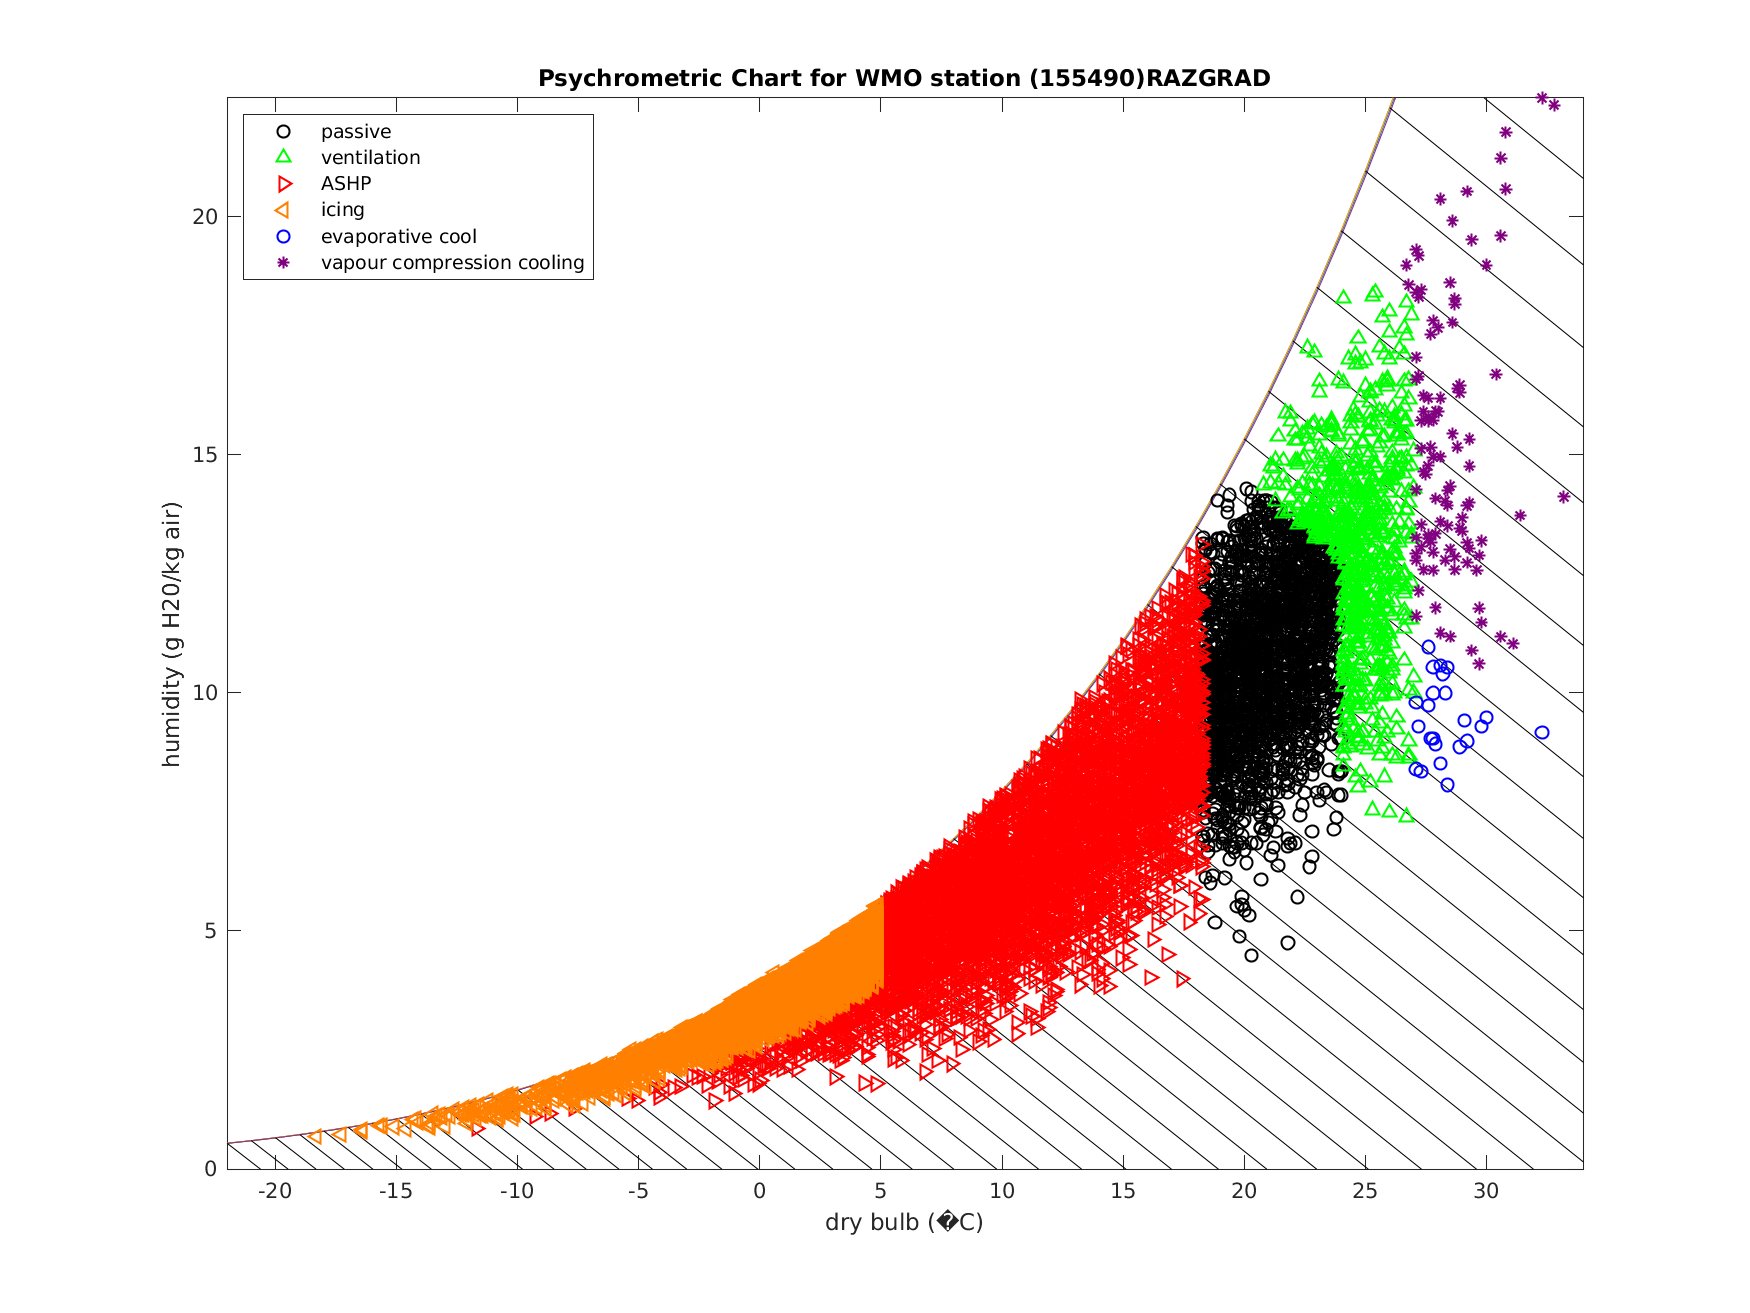 Psychrometric Chart for WMO station (155490)RAZGRAD
passive
ventilation
ASHP
icing
evaporative cool
vapour compression cooling
20
15
10
5
0
humidity (g H20/kg air)
-20 -15 -10 -5 0 5 10 15 20 25 30
dry bulb (�C)